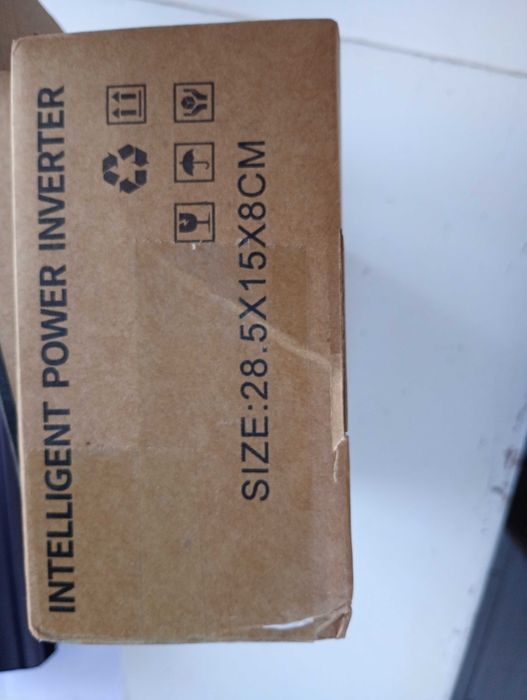 INTELLIGENT POWER INVERTER
SIZE:28.5X15X8CM